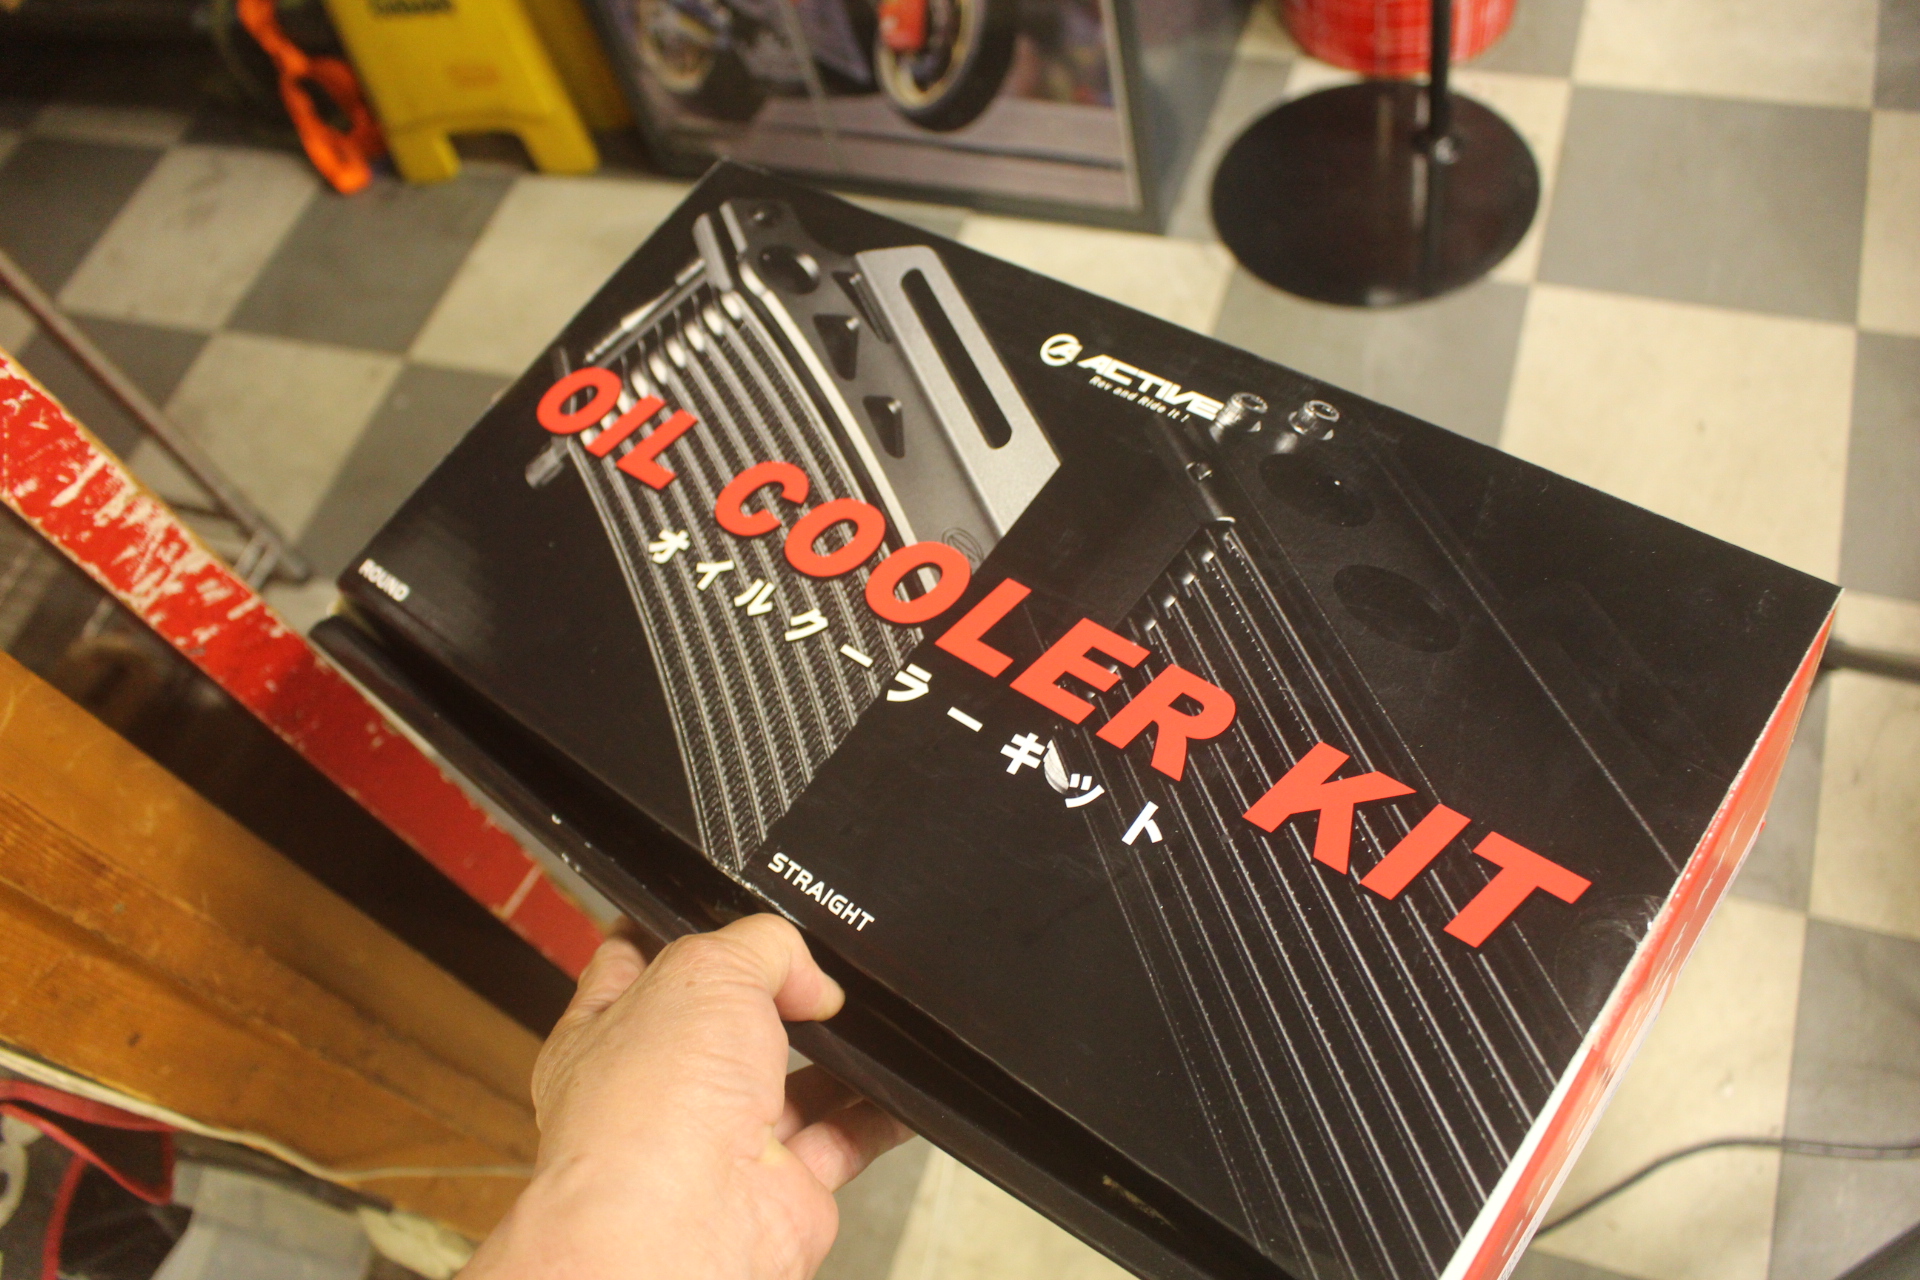 ACTIVE
Rev and Ride it !
OIL COOLER KIT
オイルクーラーキット
ROUND
STRAIGHT